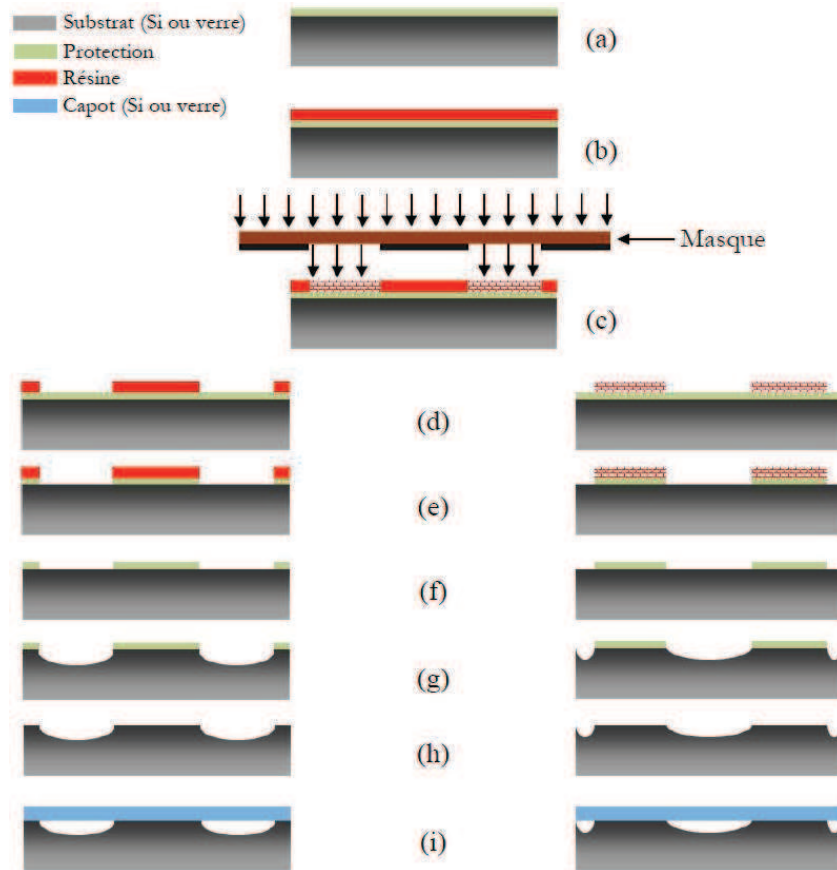 Substrat (Si ou verre)
Protection
Résine
Capot (Si ou verre)
(a)
(b)
Masque
(c)
(d)
(e)
(f)
(g)
(h)
(i)